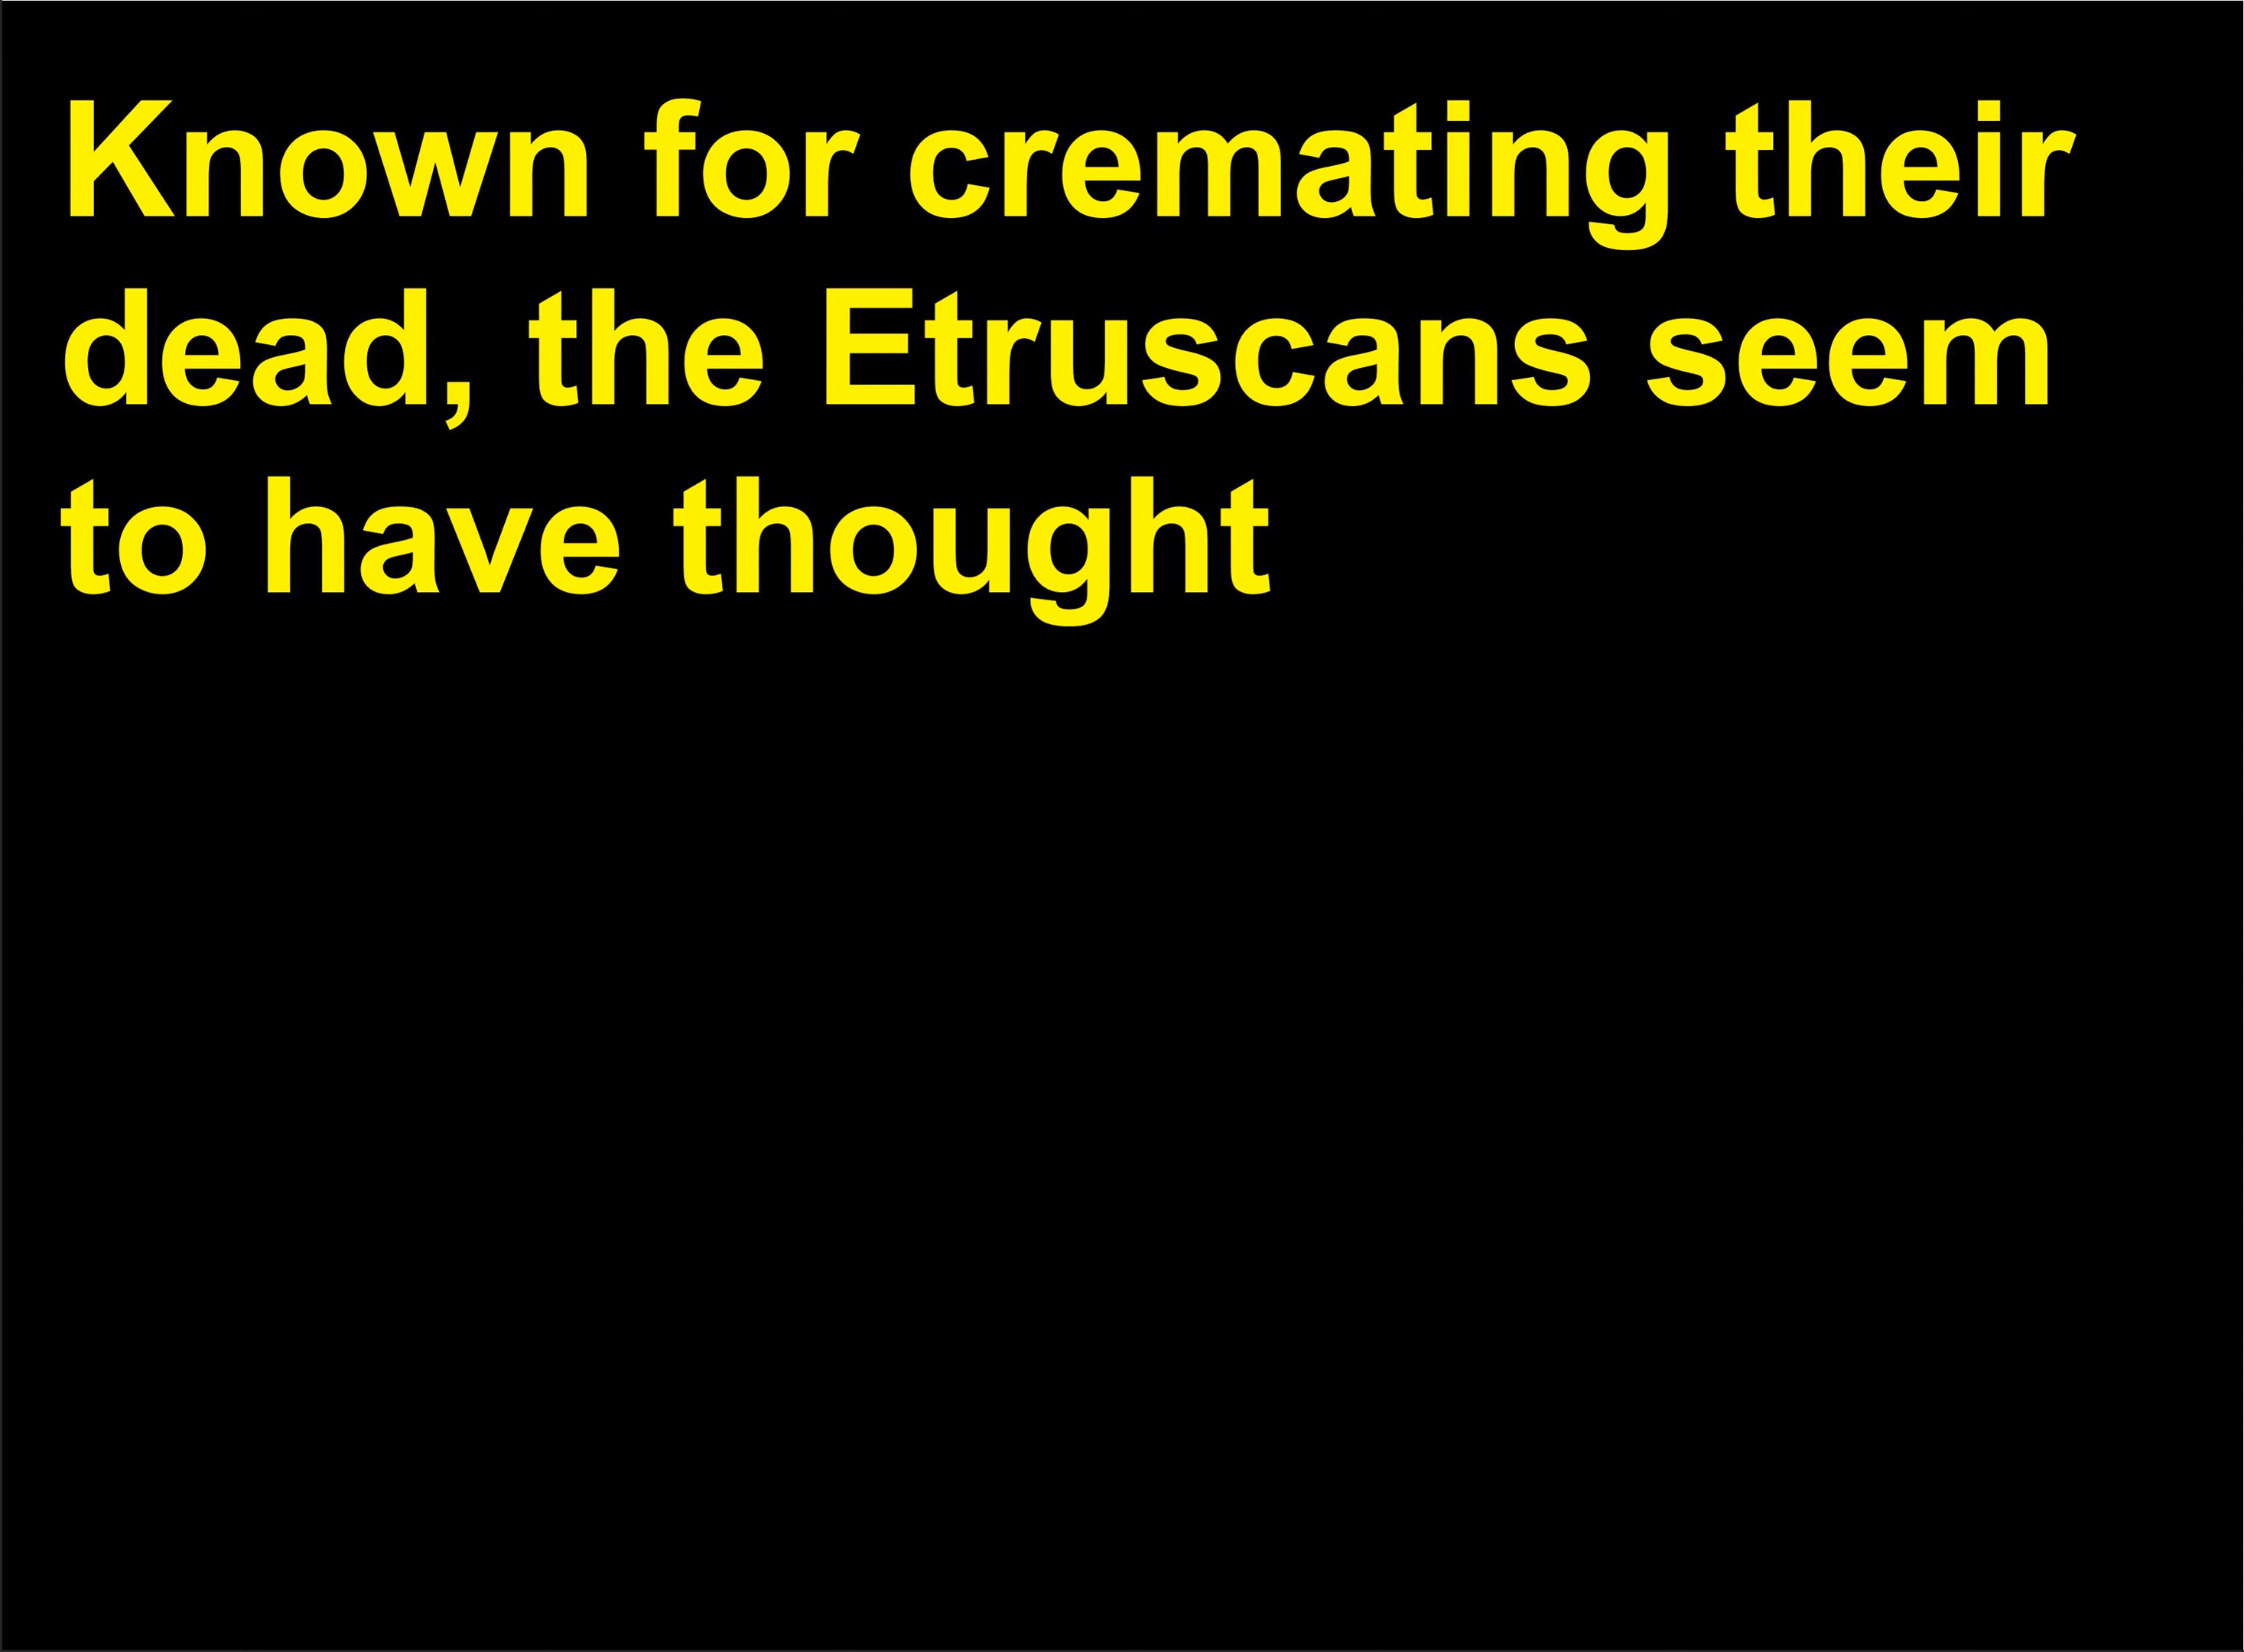 Known for cremating their
dead, the Etruscans seem
to have thought